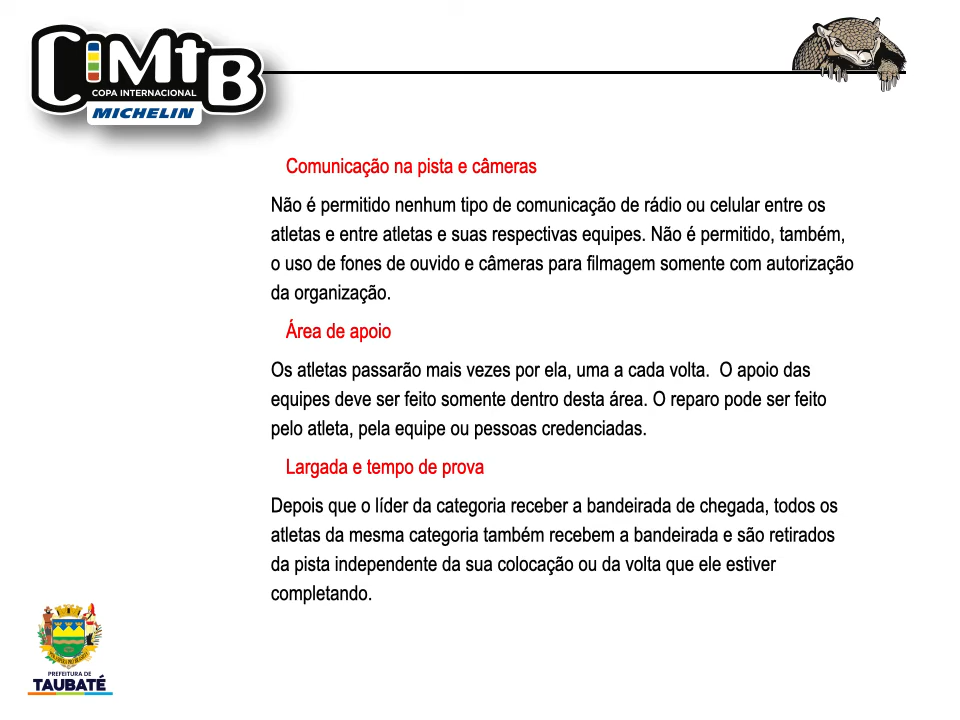 CiMtB
COPA INTERNACIONAL
MICHELIN
Comunicação na pista e câmeras
Não é permitido nenhum tipo de comunicação de rádio ou celular entre os
atletas e entre atletas e suas respectivas equipes. Não é permitido, também,
o uso de fones de ouvido e câmeras para filmagem somente com autorização
da organização.
Área de apoio
Os atletas passarão mais vezes por ela, uma a cada volta.  O apoio das
equipes deve ser feito somente dentro desta área. O reparo pode ser feito
pelo atleta, pela equipe ou pessoas credenciadas.
Largada e tempo de prova
Depois que o líder da categoria receber a bandeirada de chegada, todos os
atletas da mesma categoria também recebem a bandeirada e são retirados
da pista independente da sua colocação ou da volta que ele estiver
completando.
PREFEITURA DE
TAUBATÉ